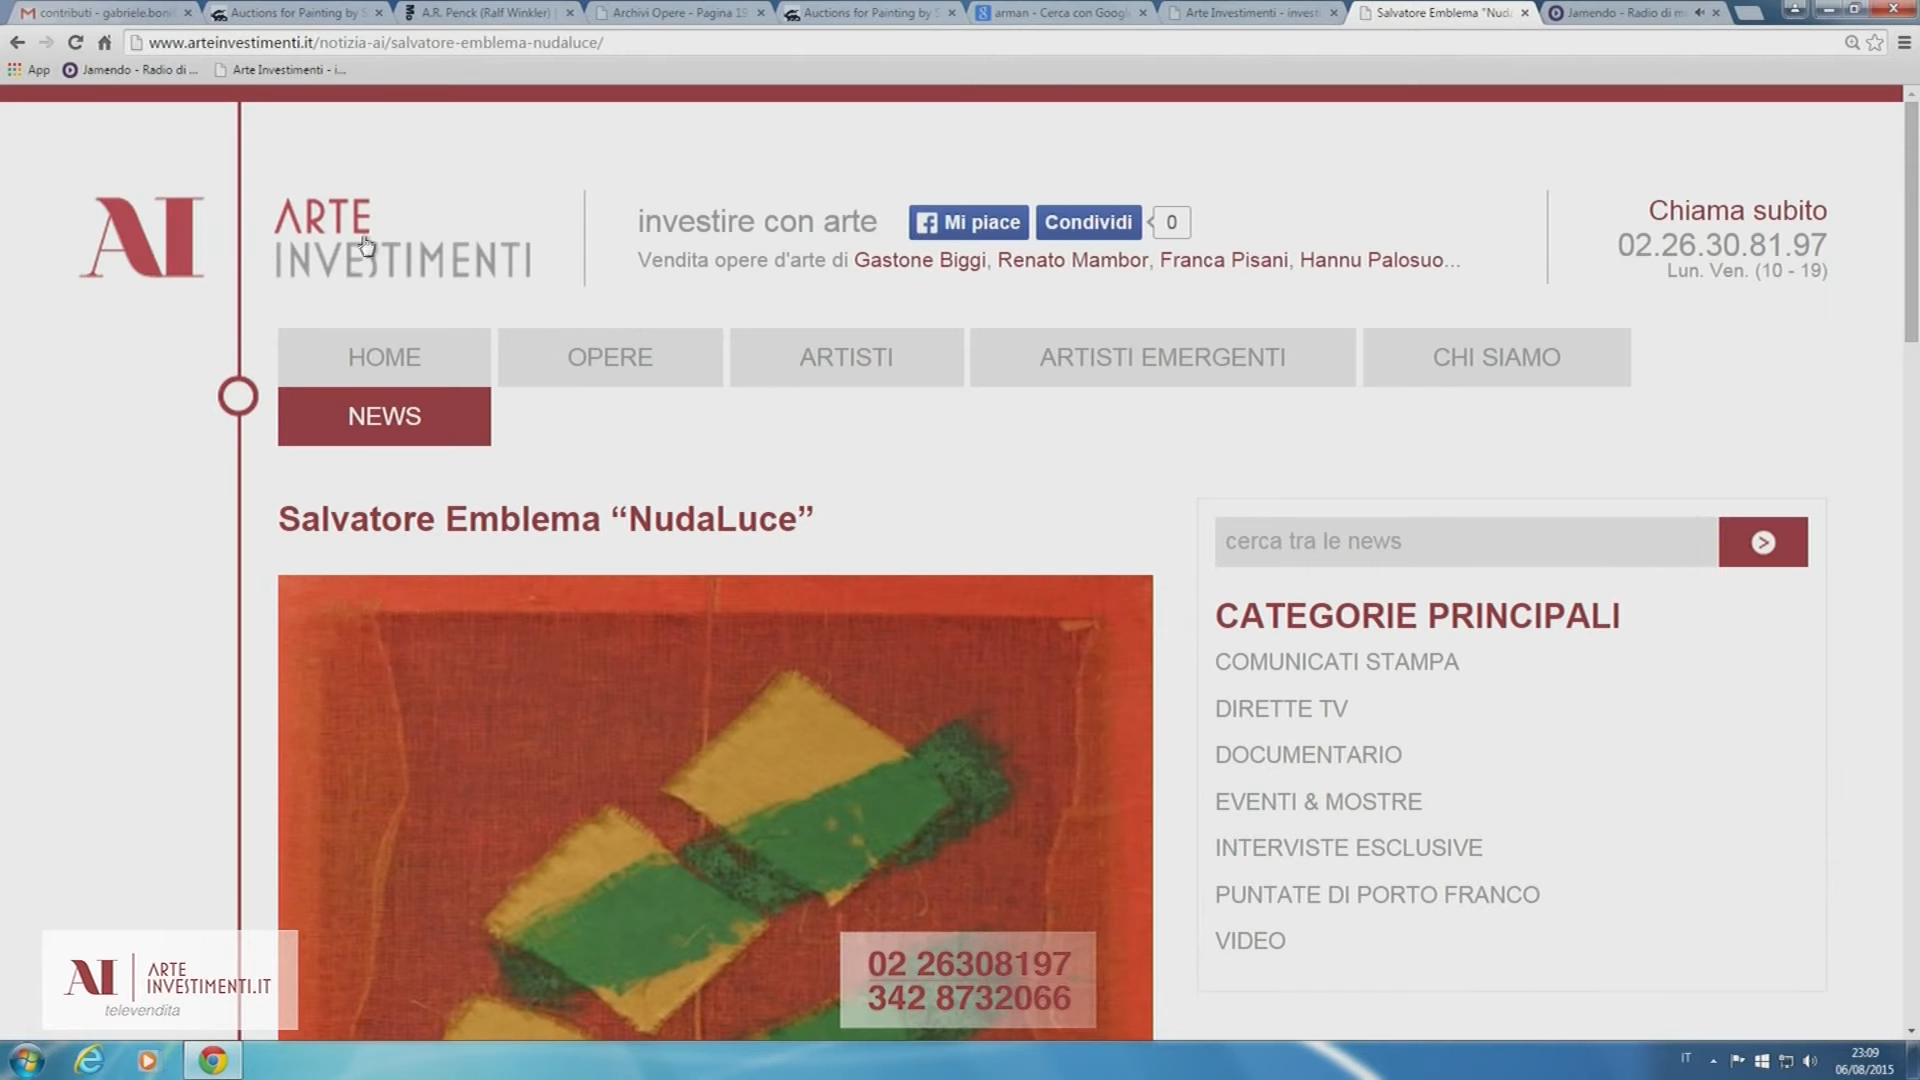 contributi - gabriele.boni
Auctions for Painting by S
A.R. Penck (Ralf Winkler) |
Archivi Opere - Pagina 19
Auctions for Painting by S
arman - Cerca con Googl
Arte Investimenti - investi
Salvatore Emblema "Nuda
Jamendo - Radio di m
www.arteinvestimenti.it/notizia-ai/salvatore-emblema-nudaluce/
App
Jamendo - Radio di ...
Arte Investimenti - i...
AI
ARTE
INVESTIMENTI
investire con arte
Mi piace
Condividi
0
Vendita opere d'arte di Gastone Biggi, Renato Mambor, Franca Pisani, Hannu Palosuo...
Chiama subito
02.26.30.81.97
Lun. Ven. (10 - 19)
HOME
OPERE
ARTISTI
ARTISTI EMERGENTI
CHI SIAMO
NEWS
Salvatore Emblema “NudaLuce”
cerca tra le news
CATEGORIE PRINCIPALI
COMUNICATI STAMPA
DIRETTE TV
DOCUMENTARIO
EVENTI & MOSTRE
INTERVISTE ESCLUSIVE
PUNTATE DI PORTO FRANCO
VIDEO
AI
ARTE
INVESTIMENTI.IT
televendita
02 26308197
342 8732066
IT
23:09
06/08/2015